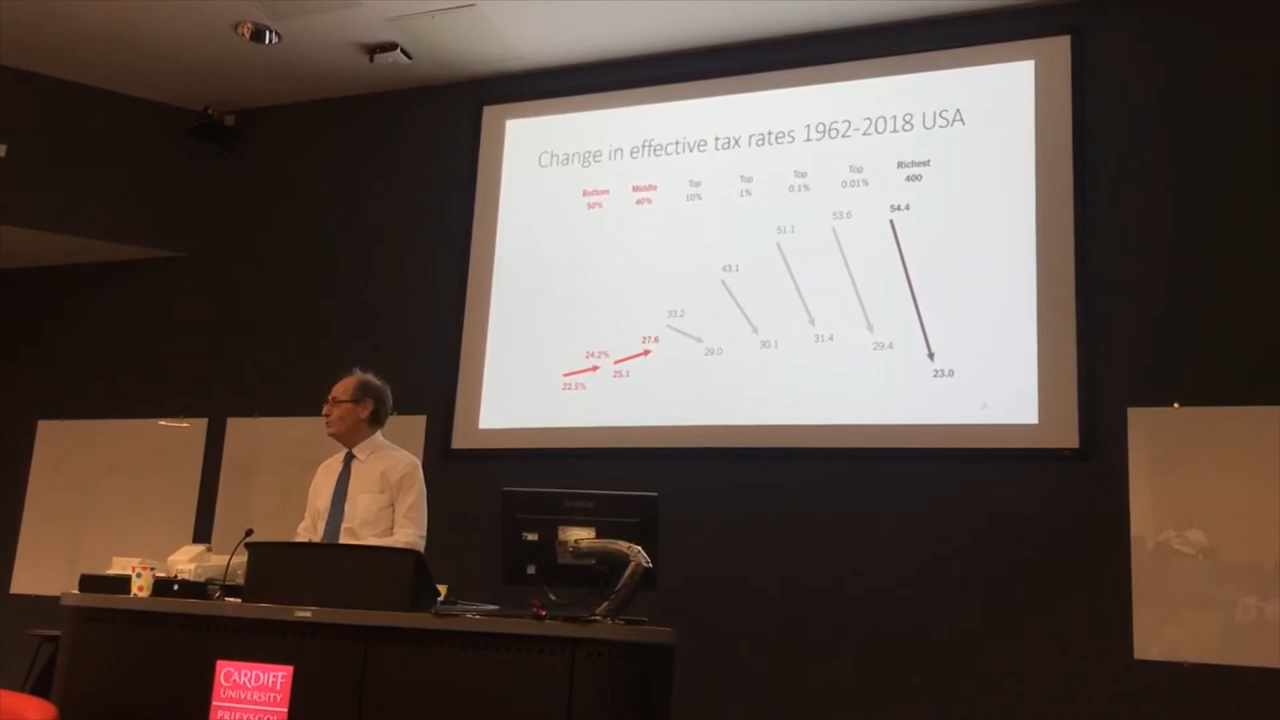 Change in effective tax rates 1962-2018 USA
Bottom
50%
Middle
40%
Top
10%
Top
1%
Top
0.1%
Top
0.01%
Richest
400
54.4
53.6
51.1
43.1
33.2
27.6
24.2%
22.5%
25.1
29.0
30.1
31.4
29.4
23.0
CARDIFF
UNIVERSITY
PRIFYSGOL